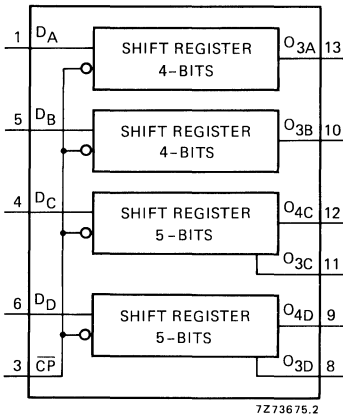 1 DA SHIFT REGISTER 4-BITS O3A 13
5 DB SHIFT REGISTER 4-BITS O3B 10
4 DC SHIFT REGISTER 5-BITS O4C 12
O3C 11
6 DD SHIFT REGISTER 5-BITS O4D 9
3 CP O3D 8
7Z73675.2